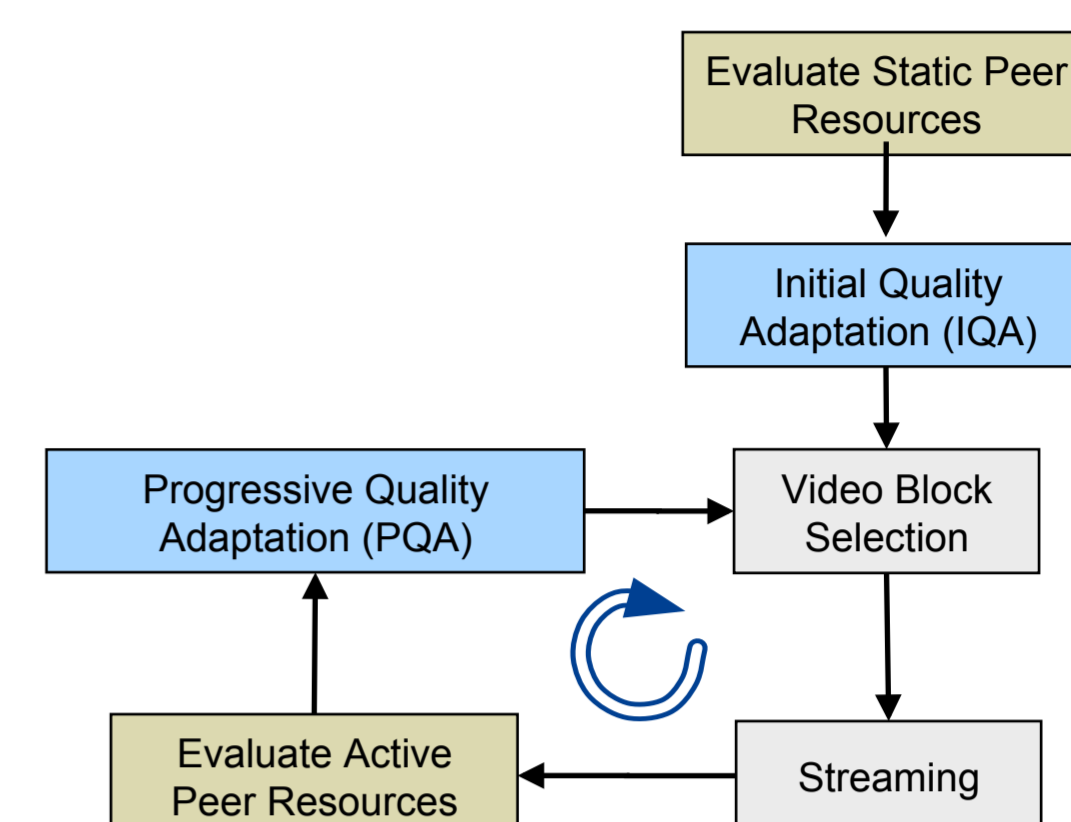 Evaluate Static Peer
Resources
Initial Quality
Adaptation (IQA)
Progressive Quality
Adaptation (PQA)
Video Block
Selection
Evaluate Active
Peer Resources
Streaming